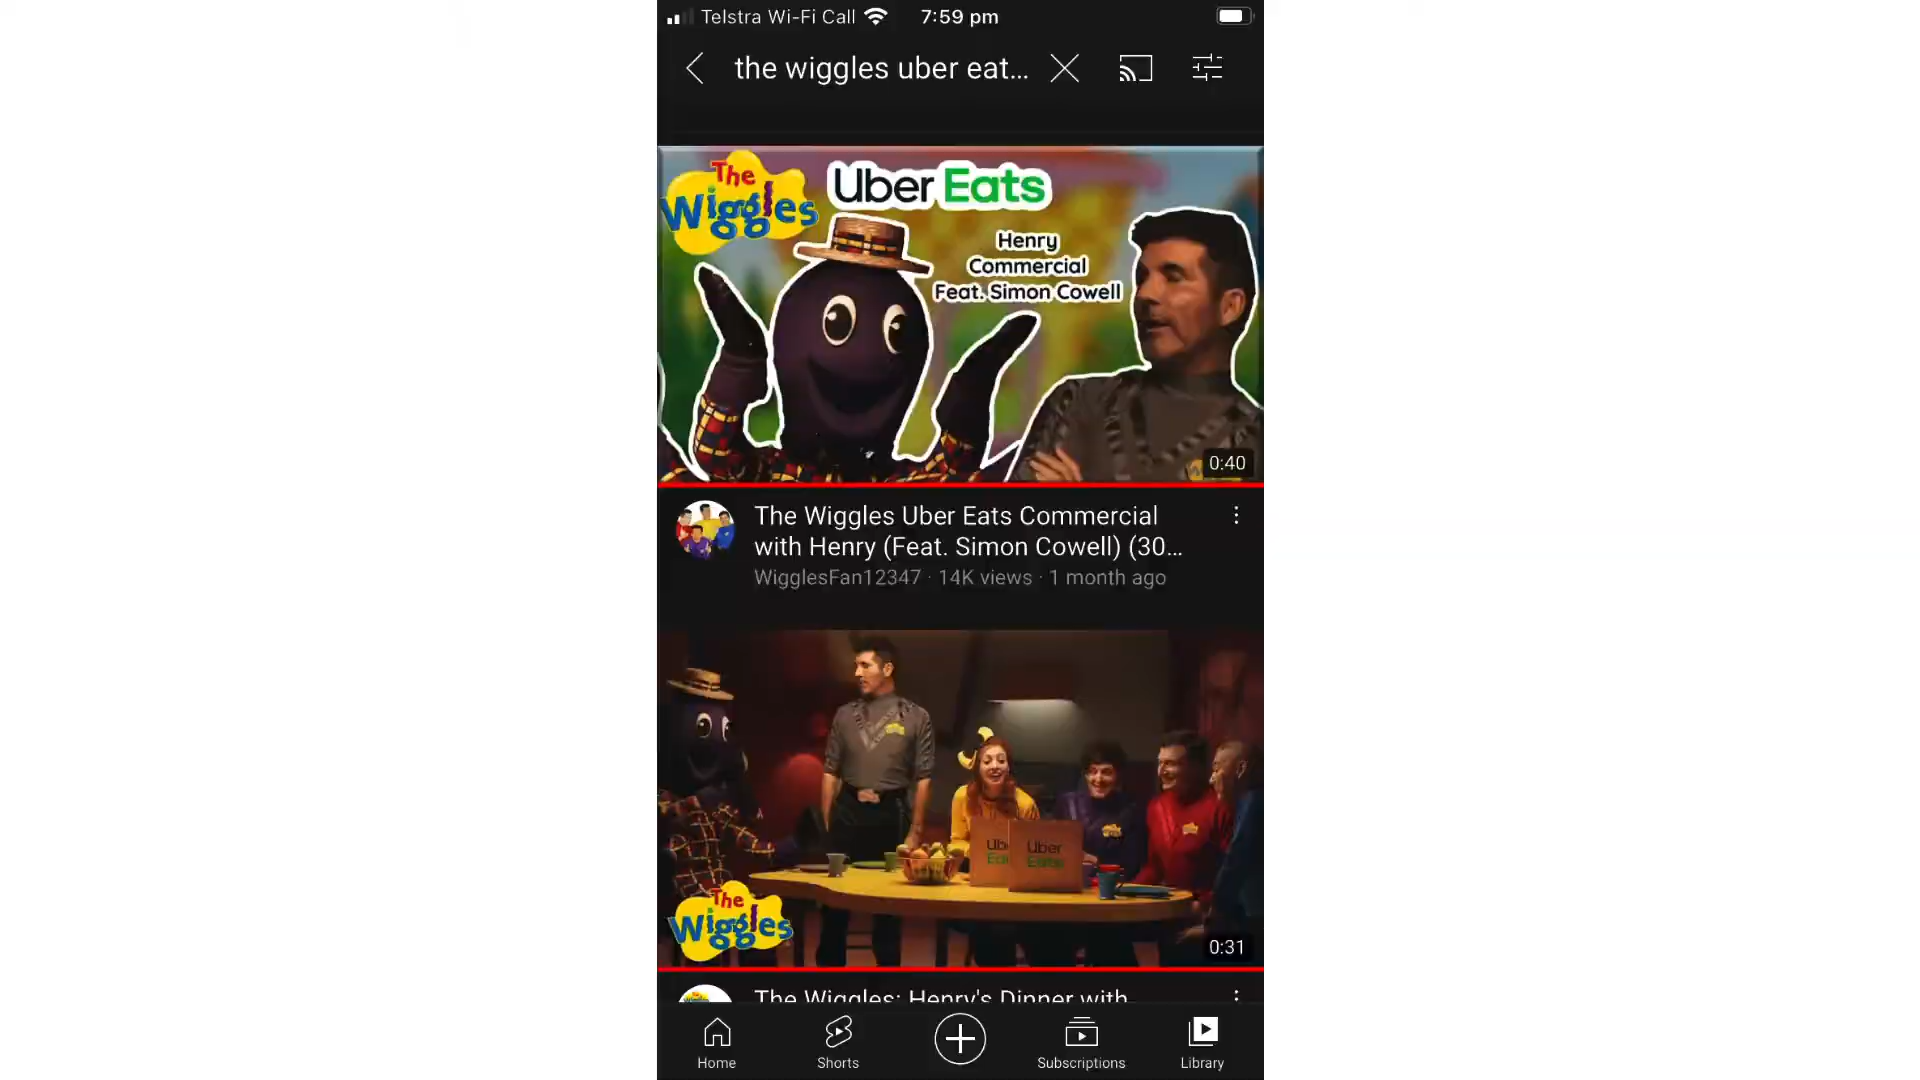 Telstra Wi-Fi Call 7:59 pm
the wiggles uber eat...
The
Wiggles
Uber Eats
Henry
Commercial
Feat. Simon Cowell
0:40
The Wiggles Uber Eats Commercial
with Henry (Feat. Simon Cowell) (30...
WigglesFan12347 · 14K views · 1 month ago
Uber
Eats
The
Wiggles
0:31
The Wiggles: Henry's Dinner with
Home
Shorts
Subscriptions
Library